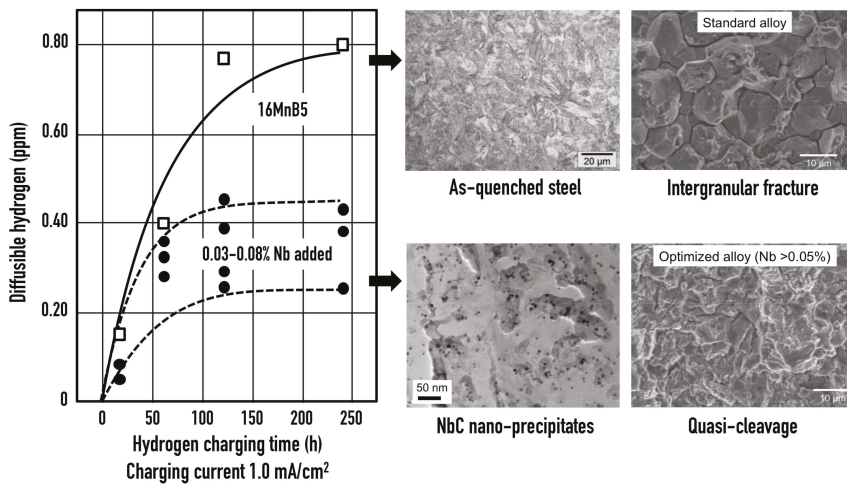 Diffusible hydrogen (ppm)
0.80
0.60
0.40
0.20
0
0
50
100
150
200
250
Hydrogen charging time (h)
Charging current 1.0 mA/cm²
16MnB5
0.03–0.08% Nb added
20 µm
As-quenched steel
Standard alloy
10 µm
Intergranular fracture
50 nm
NbC nano-precipitates
Optimized alloy (Nb >0.05%)
10 µm
Quasi-cleavage